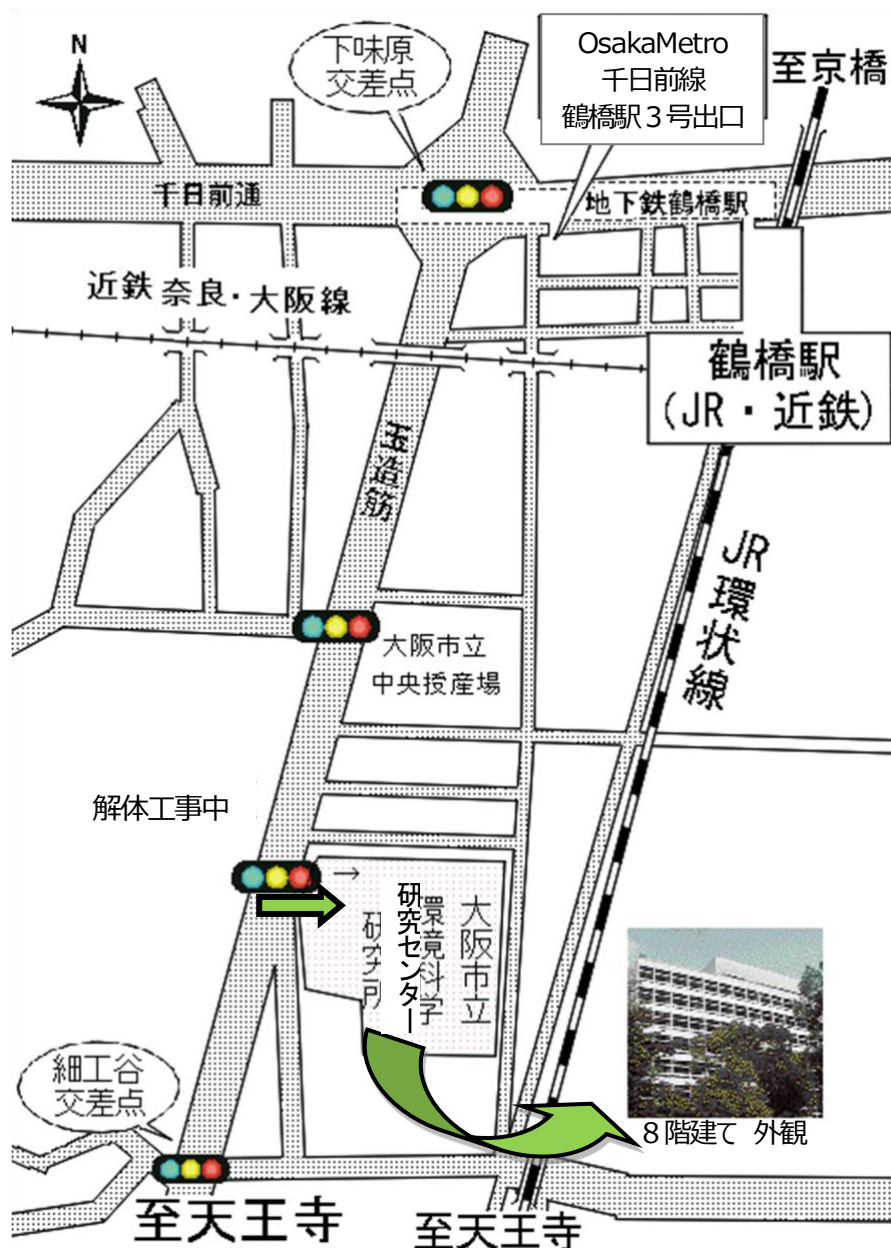 N
下味原
交差点
OsakaMetro
千日前線
鶴橋駅３号出口
至京橋
千日前通
地下鉄鶴橋駅
近鉄奈良・大阪線
鶴橋駅
(JR・近鉄)
玉造筋
JR環状線
大阪市立
中央授産場
解体工事中
→
大阪市立
環境科学
研究所
研究センター
細工谷
交差点
８階建て 外観
至天王寺
至天王寺